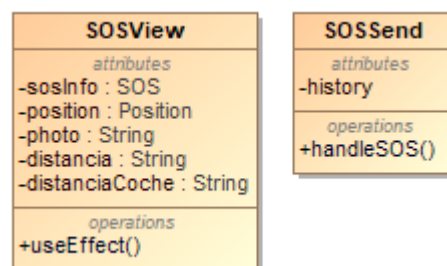 SOSView
attributes
-sosInfo : SOS
-position : Position
-photo : String
-distancia : String
-distanciaCoche : String
operations
+useEffect()
SOSSend
attributes
-history
operations
+handleSOS()